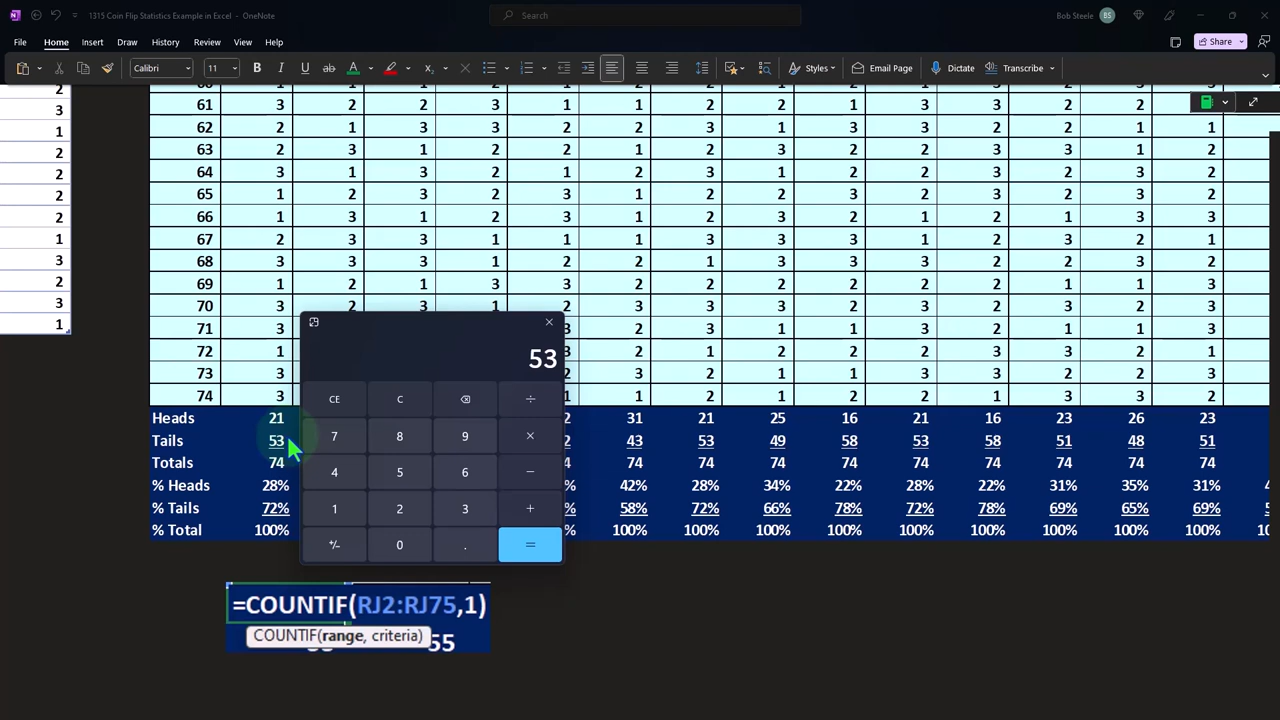 1315 Coin Flip Statistics Example in Excel - OneNote Search Bob Steele BS
File Home Insert Draw History Review View Help Share
Calibri 11 B I U ab A Styles Email Page Dictate Transcribe
2
3 61 3 2 2 3 1 1 2 2 1 3 3 2 2
1 62 2 1 3 3 2 2 3 1 3 3 2 2 1 1
2 63 2 3 1 2 2 1 2 3 2 2 3 1 2
2 64 3 1 3 2 1 2 3 1 2 2 3 3 2
2 65 1 2 2 3 3 1 2 2 3 3 2 1 2
2 66 1 3 1 2 3 1 2 3 2 1 2 1 3 3
1 67 2 3 3 1 1 1 3 3 3 1 2 3 2 1
3 68 3 3 3 1 2 2 1 3 3 3 2 3 3 2
2 69 1 2 1 3 3 2 2 2 2 2 1 1 3
3 70 3 2 3 1 2 3 3 3 2 3 2 2 3
1 71 3 3 2 3 1 1 3 2 1 1 3
72 1 3 2 1 2 2 2 3 3 2 1
73 3 3 3 2 1 1 3 3 3 2 2
74 3 1 1 2 1 2 2 1 3 3 2
Heads 21 2 31 21 25 16 21 16 23 26 23
Tails 53 2 43 53 49 58 53 58 51 48 51
Totals 74 4 74 74 74 74 74 74 74 74 74
% Heads 28% % 42% 28% 34% 22% 28% 22% 31% 35% 31%
% Tails 72% % 58% 72% 66% 78% 72% 78% 69% 65% 69%
% Total 100% % 100% 100% 100% 100% 100% 100% 100% 100% 100%
53
CE C ÷
7 8 9 ×
4 5 6 −
1 2 3 +
+/− 0 . =
=COUNTIF(RJ2:RJ75,1)
COUNTIF(range, criteria)
55